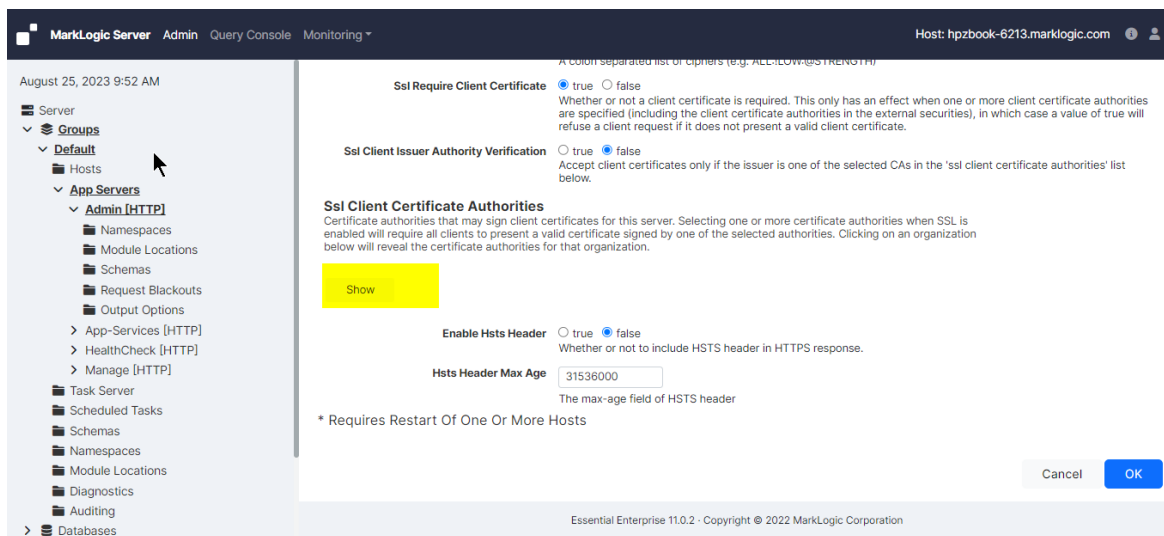 MarkLogic Server Admin Query Console Monitoring
Host: hpzbook-6213.marklogic.com
August 25, 2023 9:52 AM
Server
Groups
Default
Hosts
App Servers
Admin [HTTP]
Namespaces
Module Locations
Schemas
Request Blackouts
Output Options
App-Services [HTTP]
HealthCheck [HTTP]
Manage [HTTP]
Task Server
Scheduled Tasks
Schemas
Namespaces
Module Locations
Diagnostics
Auditing
Databases
A colon separated list of ciphers (e.g. ALL:!LOW:@STRENGTH)
Ssl Require Client Certificate true false
Whether or not a client certificate is required. This only has an effect when one or more client certificate authorities
are specified (including the client certificate authorities in the external securities), in which case a value of true will
refuse a client request if it does not present a valid client certificate.
Ssl Client Issuer Authority Verification true false
Accept client certificates only if the issuer is one of the selected CAs in the 'ssl client certificate authorities' list
below.
Ssl Client Certificate Authorities
Certificate authorities that may sign client certificates for this server. Selecting one or more certificate authorities when SSL is
enabled will require all clients to present a valid certificate signed by one of the selected authorities. Clicking on an organization
below will reveal the certificate authorities for that organization.
Show
Enable Hsts Header true false
Whether or not to include HSTS header in HTTPS response.
Hsts Header Max Age 31536000
The max-age field of HSTS header
* Requires Restart Of One Or More Hosts
Cancel OK
Essential Enterprise 11.0.2 · Copyright © 2022 MarkLogic Corporation